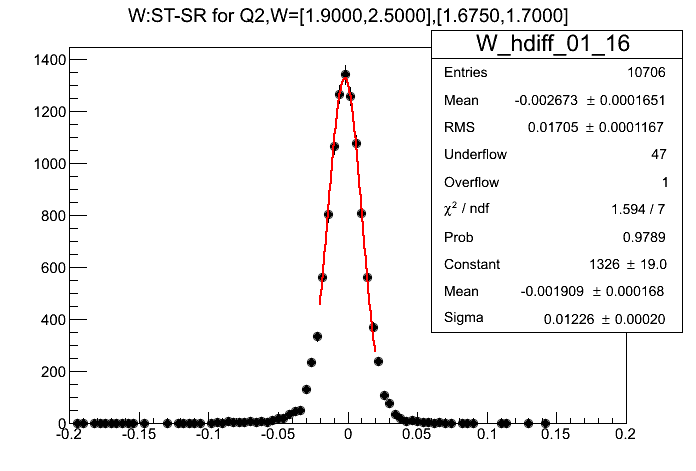 W:ST-SR for Q2,W=[1.9000,2.5000],[1.6750,1.7000]
W_hdiff_01_16
Entries 10706
Mean -0.002673 ± 0.0001651
RMS 0.01705 ± 0.0001167
Underflow 47
Overflow 1
χ² / ndf 1.594 / 7
Prob 0.9789
Constant 1326 ± 19.0
Mean -0.001909 ± 0.000168
Sigma 0.01226 ± 0.00020
1400
1200
1000
800
600
400
200
0
-0.2 -0.15 -0.1 -0.05 0 0.05 0.1 0.15 0.2